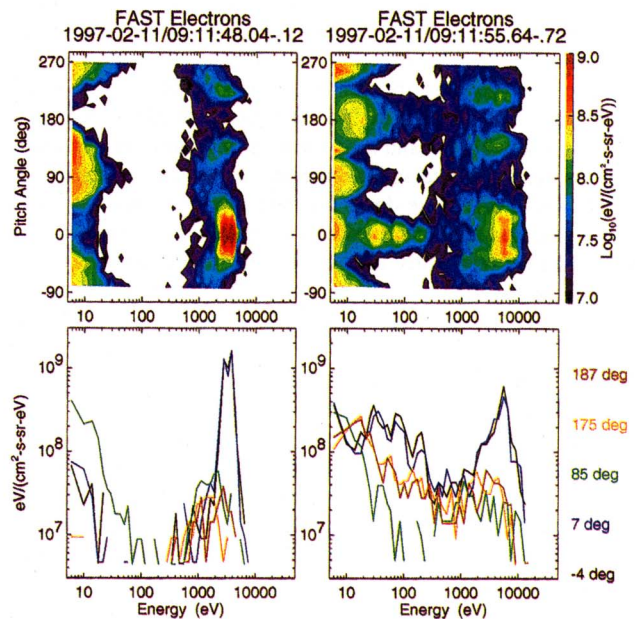 FAST Electrons
1997-02-11/09:11:48.04-.12
FAST Electrons
1997-02-11/09:11:55.64-.72
270
180
90
0
-90
Pitch Angle (deg)
10 100 1000 10000
270
180
90
0
-90
10 100 1000 10000
9.0
8.5
8.0
7.5
7.0
Log10(eV/(cm2-s-sr-eV))
10⁹
10⁸
10⁷
eV/(cm2-s-sr-eV)
10 100 1000 10000
Energy (eV)
10⁹
10⁸
10⁷
10 100 1000 10000
Energy (eV)
187 deg
175 deg
85 deg
7 deg
-4 deg